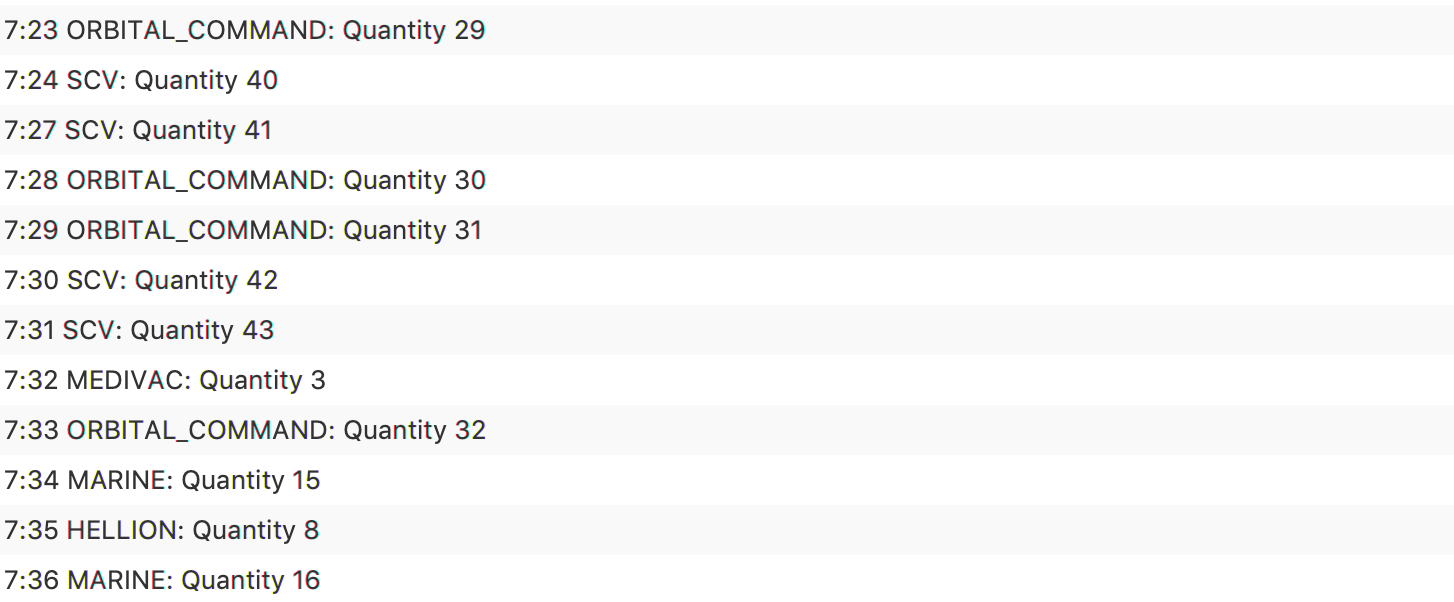 7:23 ORBITAL_COMMAND: Quantity 29
7:24 SCV: Quantity 40
7:27 SCV: Quantity 41
7:28 ORBITAL_COMMAND: Quantity 30
7:29 ORBITAL_COMMAND: Quantity 31
7:30 SCV: Quantity 42
7:31 SCV: Quantity 43
7:32 MEDIVAC: Quantity 3
7:33 ORBITAL_COMMAND: Quantity 32
7:34 MARINE: Quantity 15
7:35 HELLION: Quantity 8
7:36 MARINE: Quantity 16